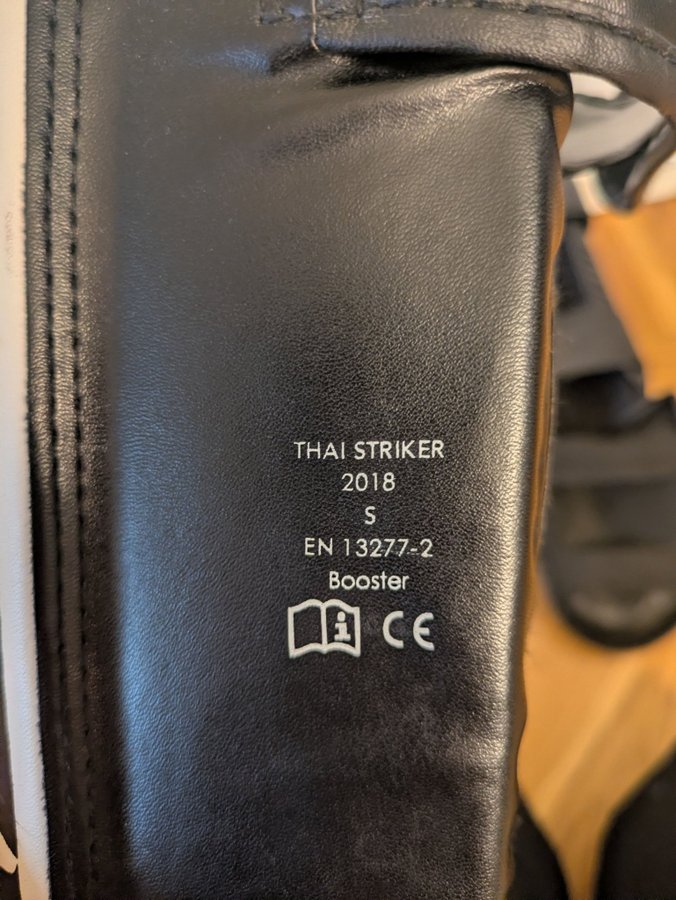 THAI STRIKER
2018
S
EN 13277-2
Booster
i
CE